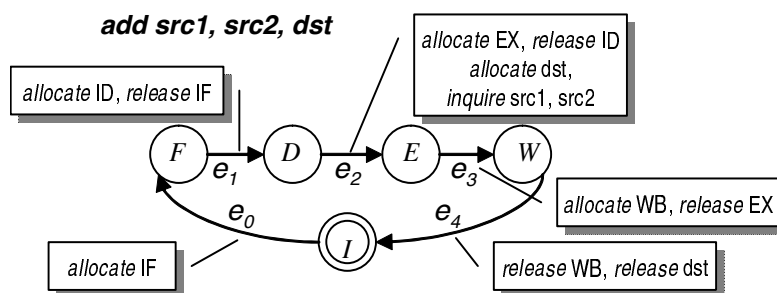 add src1, src2, dst
allocate EX, release ID
allocate dst,
inquire src1, src2
allocate ID, release IF
F
D
E
W
e1
e2
e3
allocate WB, release EX
e0
e4
I
allocate IF
release WB, release dst